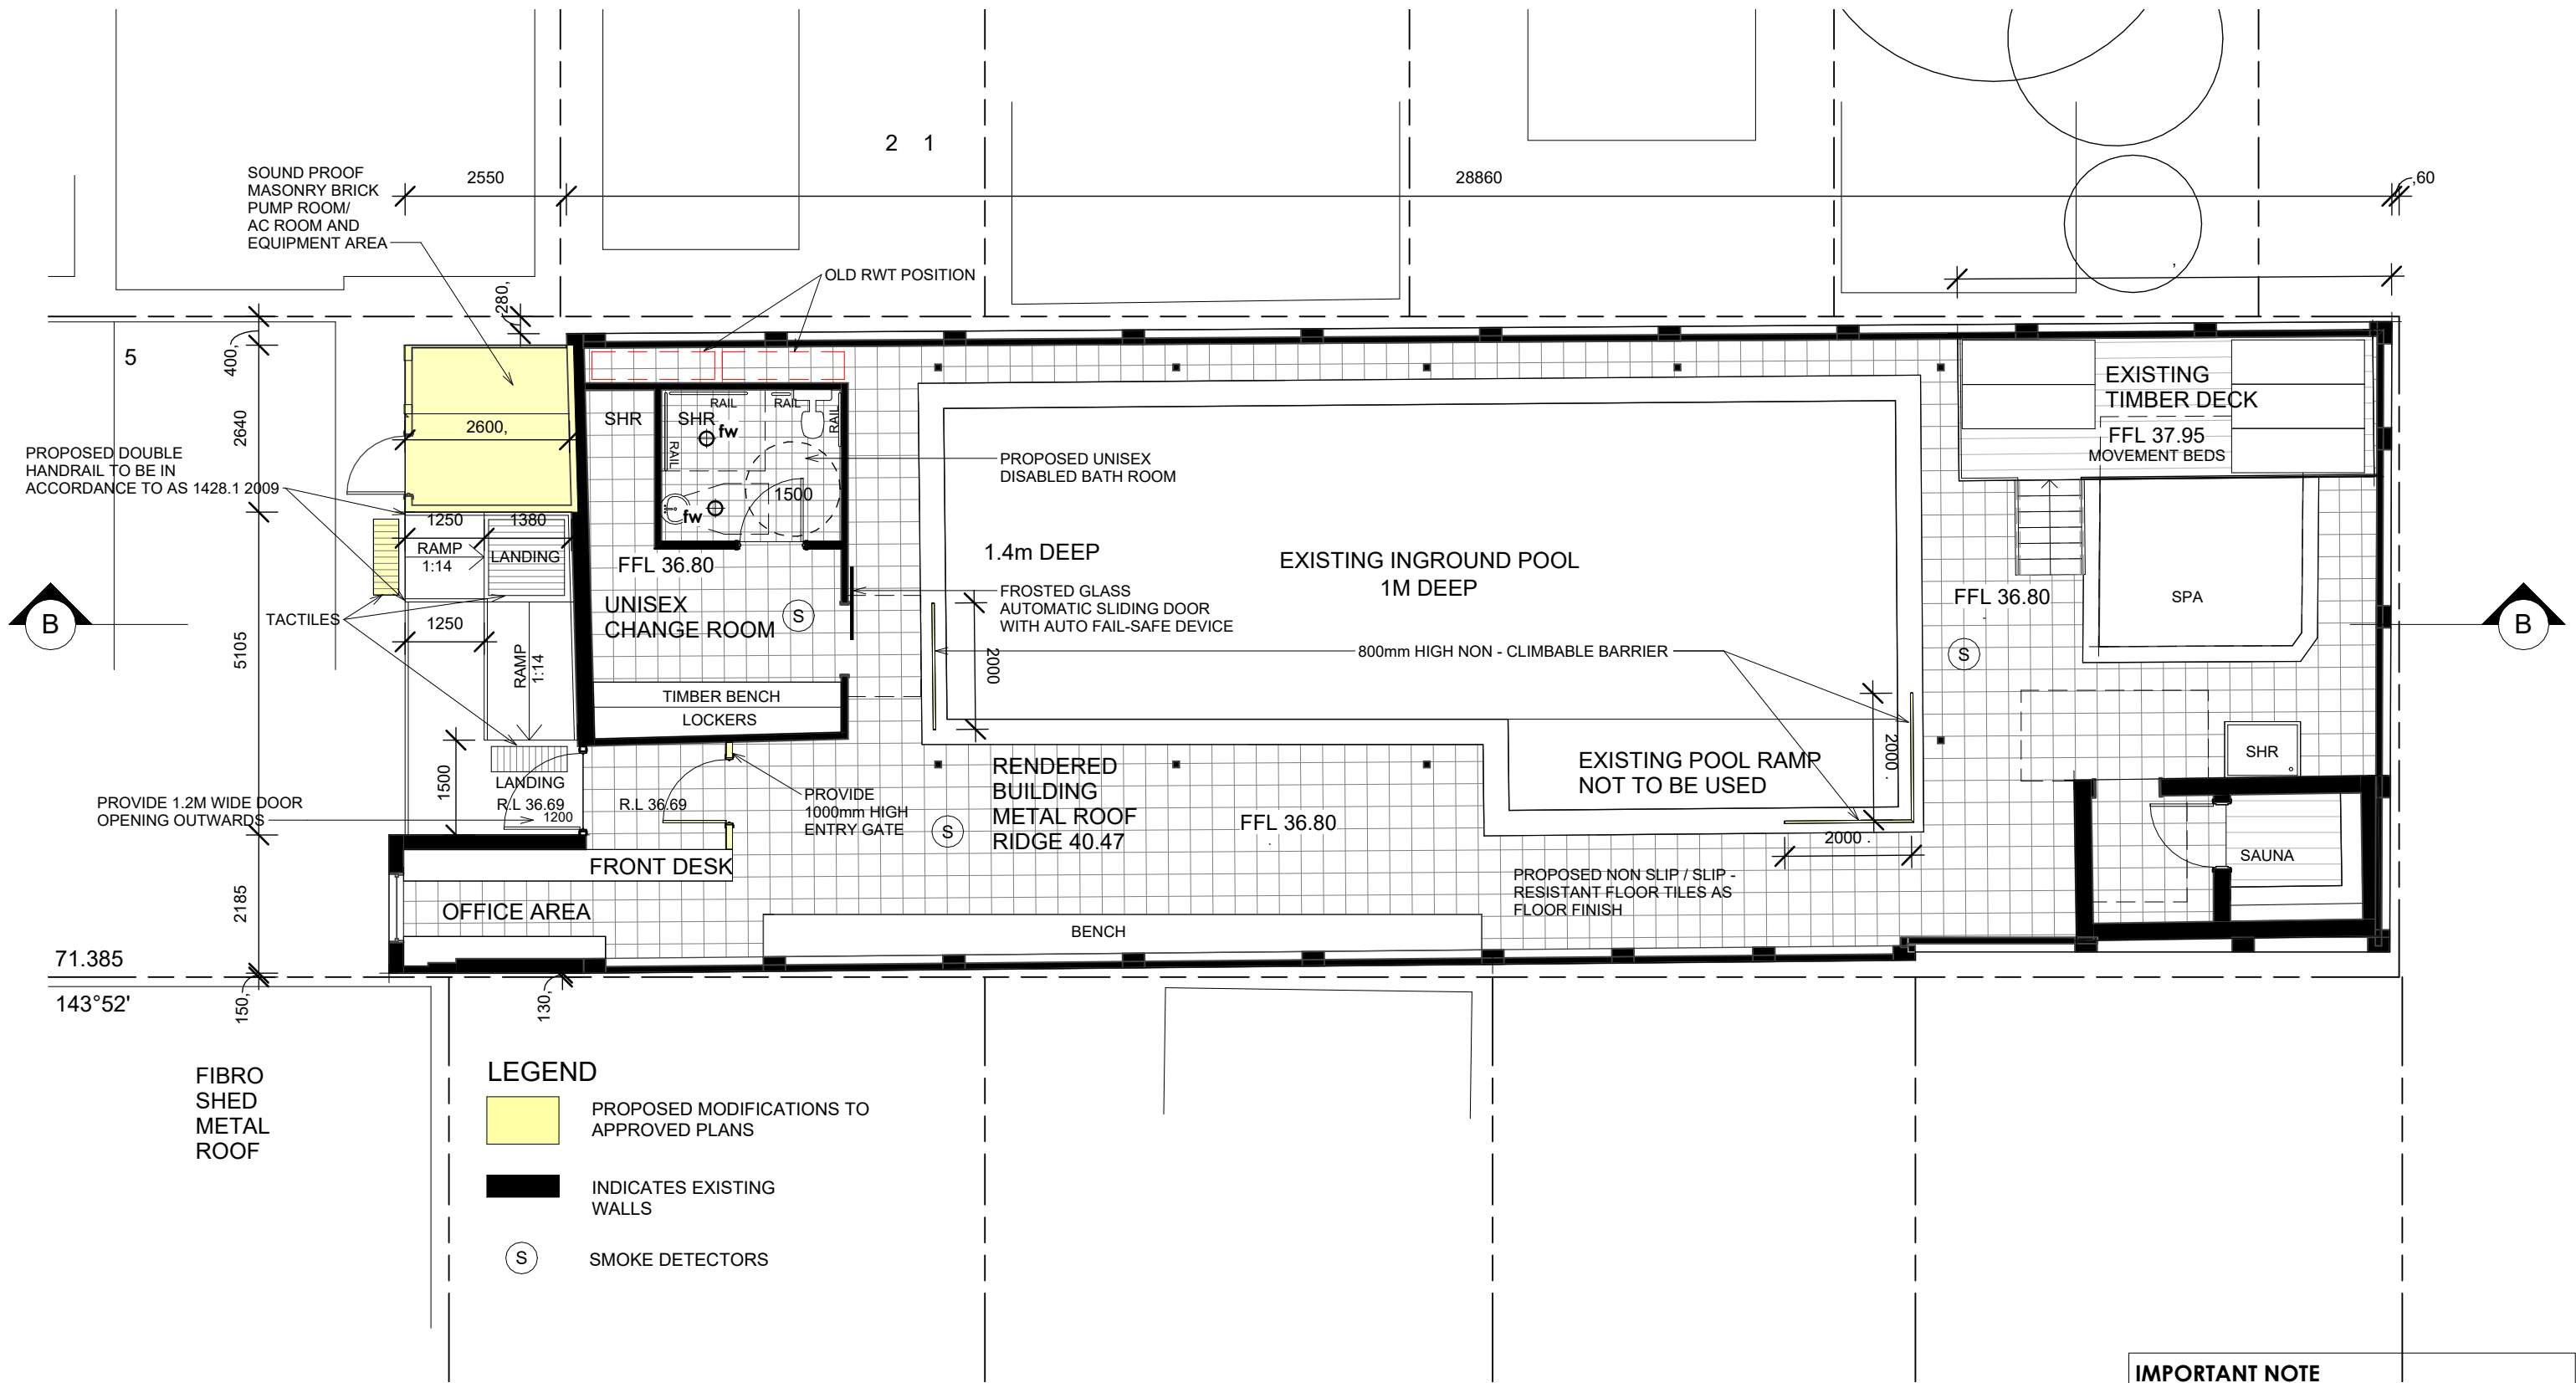 2 1
SOUND PROOF
MASONRY BRICK
PUMP ROOM/
AC ROOM AND
EQUIPMENT AREA
2550
28860
,60
OLD RWT POSITION
,
280,
400,
5
2640
2600,
SHR
SHR
RAIL
RAIL
RAIL
RAIL
fw
fw
1500
EXISTING
TIMBER DECK
FFL 37.95
MOVEMENT BEDS
PROPOSED DOUBLE
HANDRAIL TO BE IN
ACCORDANCE TO AS 1428.1 2009
PROPOSED UNISEX
DISABLED BATH ROOM
1250
1380
RAMP
1:14
LANDING
FFL 36.80
1.4m DEEP
EXISTING INGROUND POOL
1M DEEP
FROSTED GLASS
AUTOMATIC SLIDING DOOR
WITH AUTO FAIL-SAFE DEVICE
FFL 36.80
SPA
B
B
TACTILES
1250
UNISEX
CHANGE ROOM
S
S
5105
RAMP
1:14
2000
800mm HIGH NON - CLIMBABLE BARRIER
TIMBER BENCH
LOCKERS
2000 .
SHR
1500
LANDING
R.L 36.69
1200
R.L 36.69
PROVIDE 1.2M WIDE DOOR
OPENING OUTWARDS
PROVIDE
1000mm HIGH
ENTRY GATE
S
RENDERED
BUILDING
METAL ROOF
RIDGE 40.47
EXISTING POOL RAMP
NOT TO BE USED
FFL 36.80
2000 .
SAUNA
FRONT DESK
2185
OFFICE AREA
PROPOSED NON SLIP / SLIP -
RESISTANT FLOOR TILES AS
FLOOR FINISH
BENCH
71.385
143°52'
150,
130,
FIBRO
SHED
METAL
ROOF
LEGEND
PROPOSED MODIFICATIONS TO
APPROVED PLANS
INDICATES EXISTING
WALLS
S
SMOKE DETECTORS
IMPORTANT NOTE